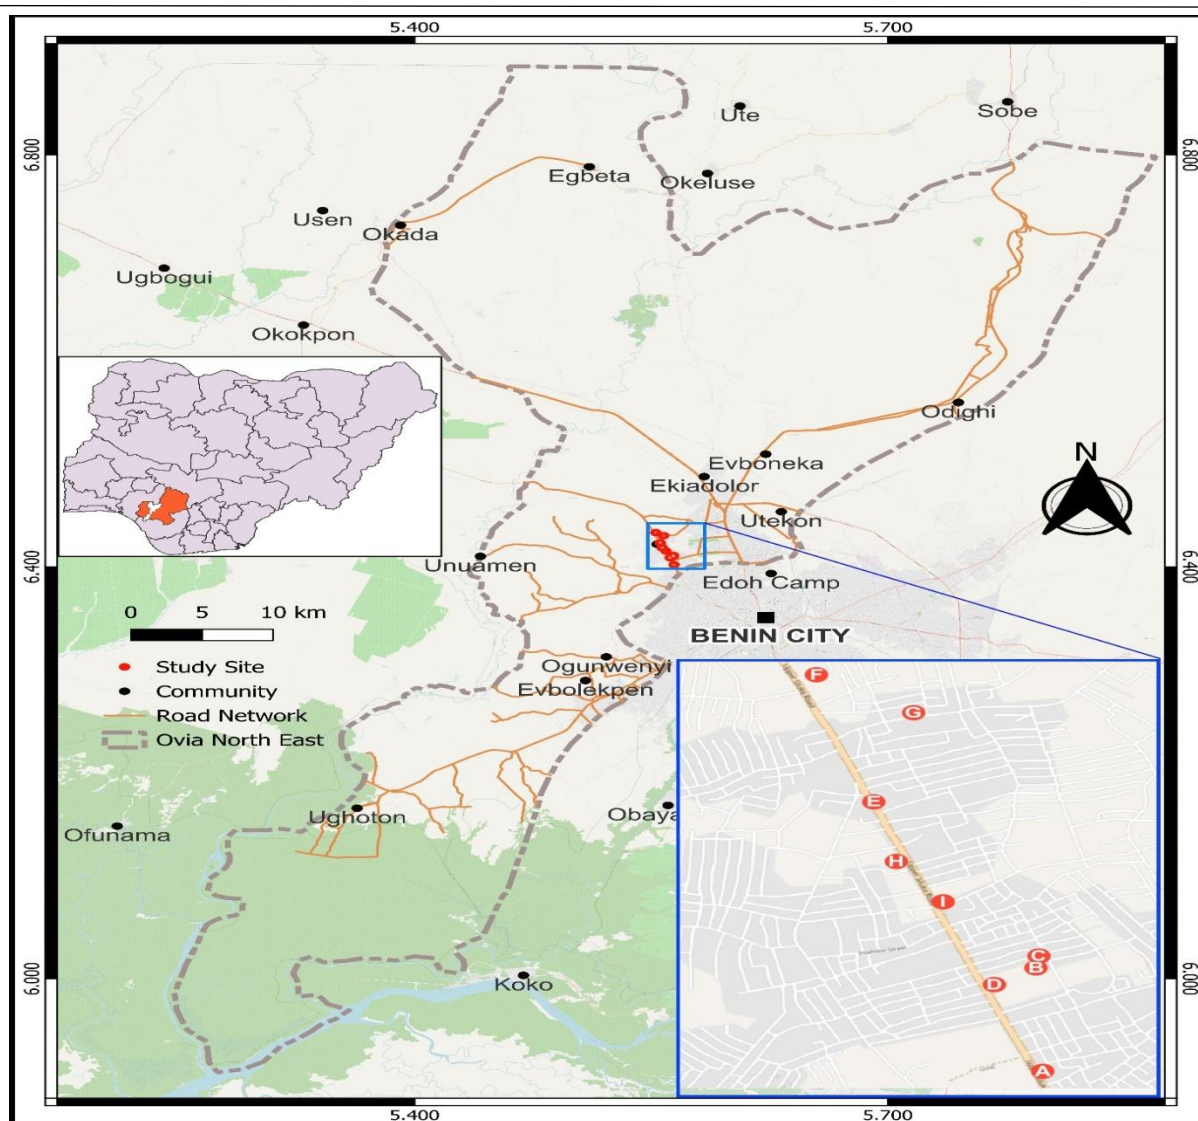 5.400 5.700
6.800 6.800
Ute
Sobe
Egbeta
Okeluse
Usen
Okada
Ugbogui
Okokpon
Odighi
Evboneka
Ekiadolor
N
Utekon
Unuamen
6.400 6.400
Edoh Camp
BENIN CITY
0 5 10 km
Study Site
Community
Road Network
Ovia North East
Ogunwenyi
Evbolekpen
Ughoton
Ofunama
Obaya
F
G
E
H
I
C
B
D
A
Koko
6.000 6.000
5.400 5.700